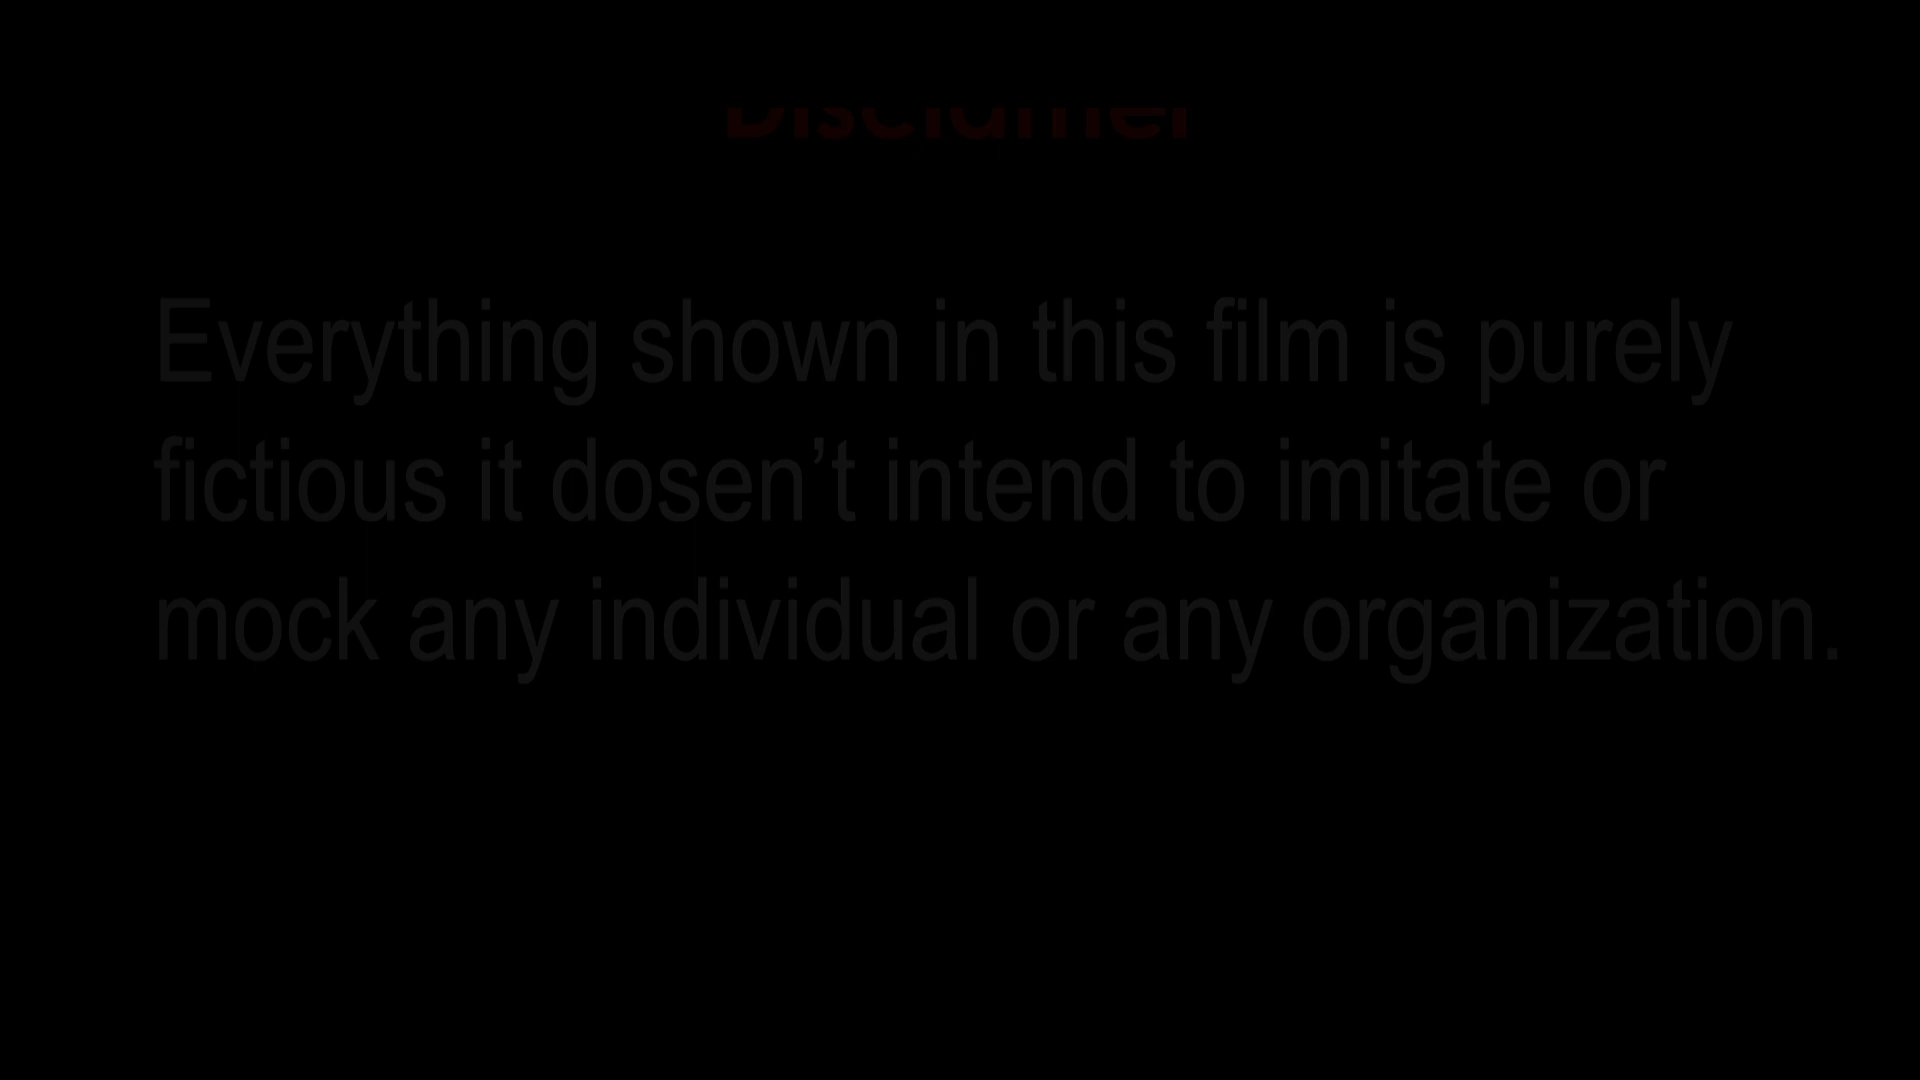 Disclaimer
Everything shown in this film is purely
fictious it dosen’t intend to imitate or
mock any individual or any organization.